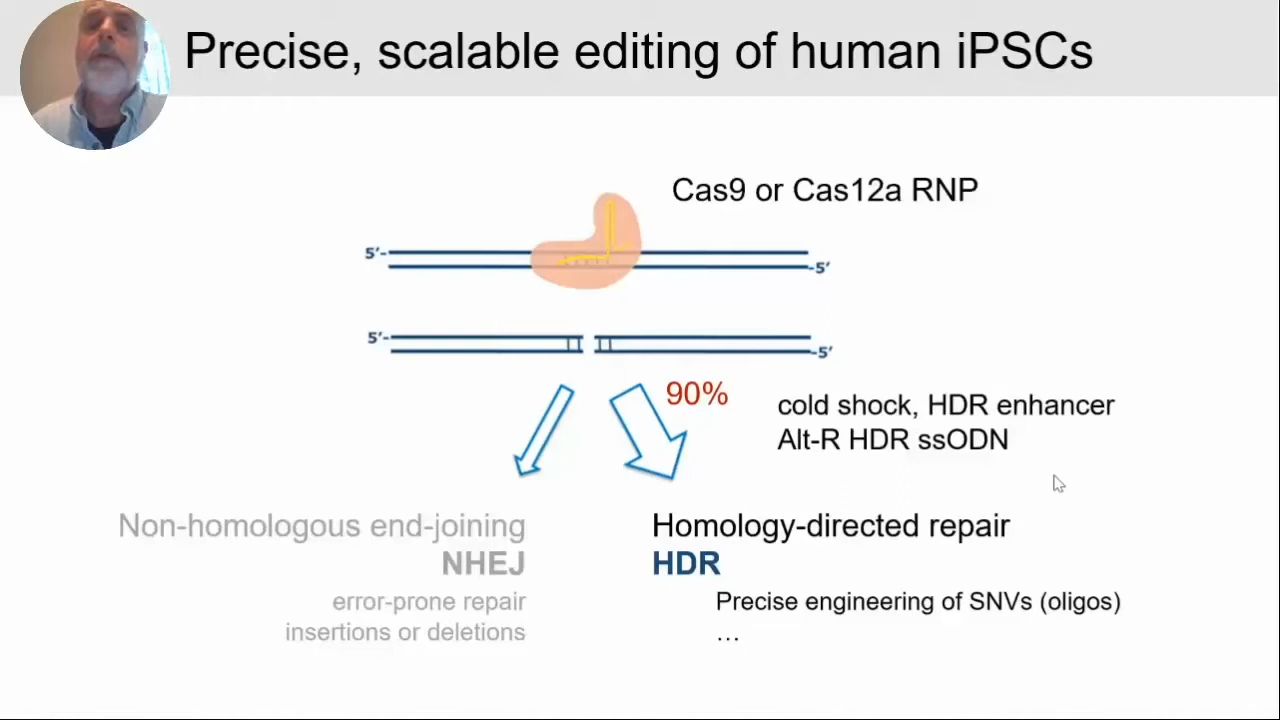 Precise, scalable editing of human iPSCs
Cas9 or Cas12a RNP
5'-
-5'
5'-
-5'
90%
cold shock, HDR enhancer
Alt-R HDR ssODN
Non-homologous end-joining
NHEJ
error-prone repair
insertions or deletions
Homology-directed repair
HDR
Precise engineering of SNVs (oligos)
…